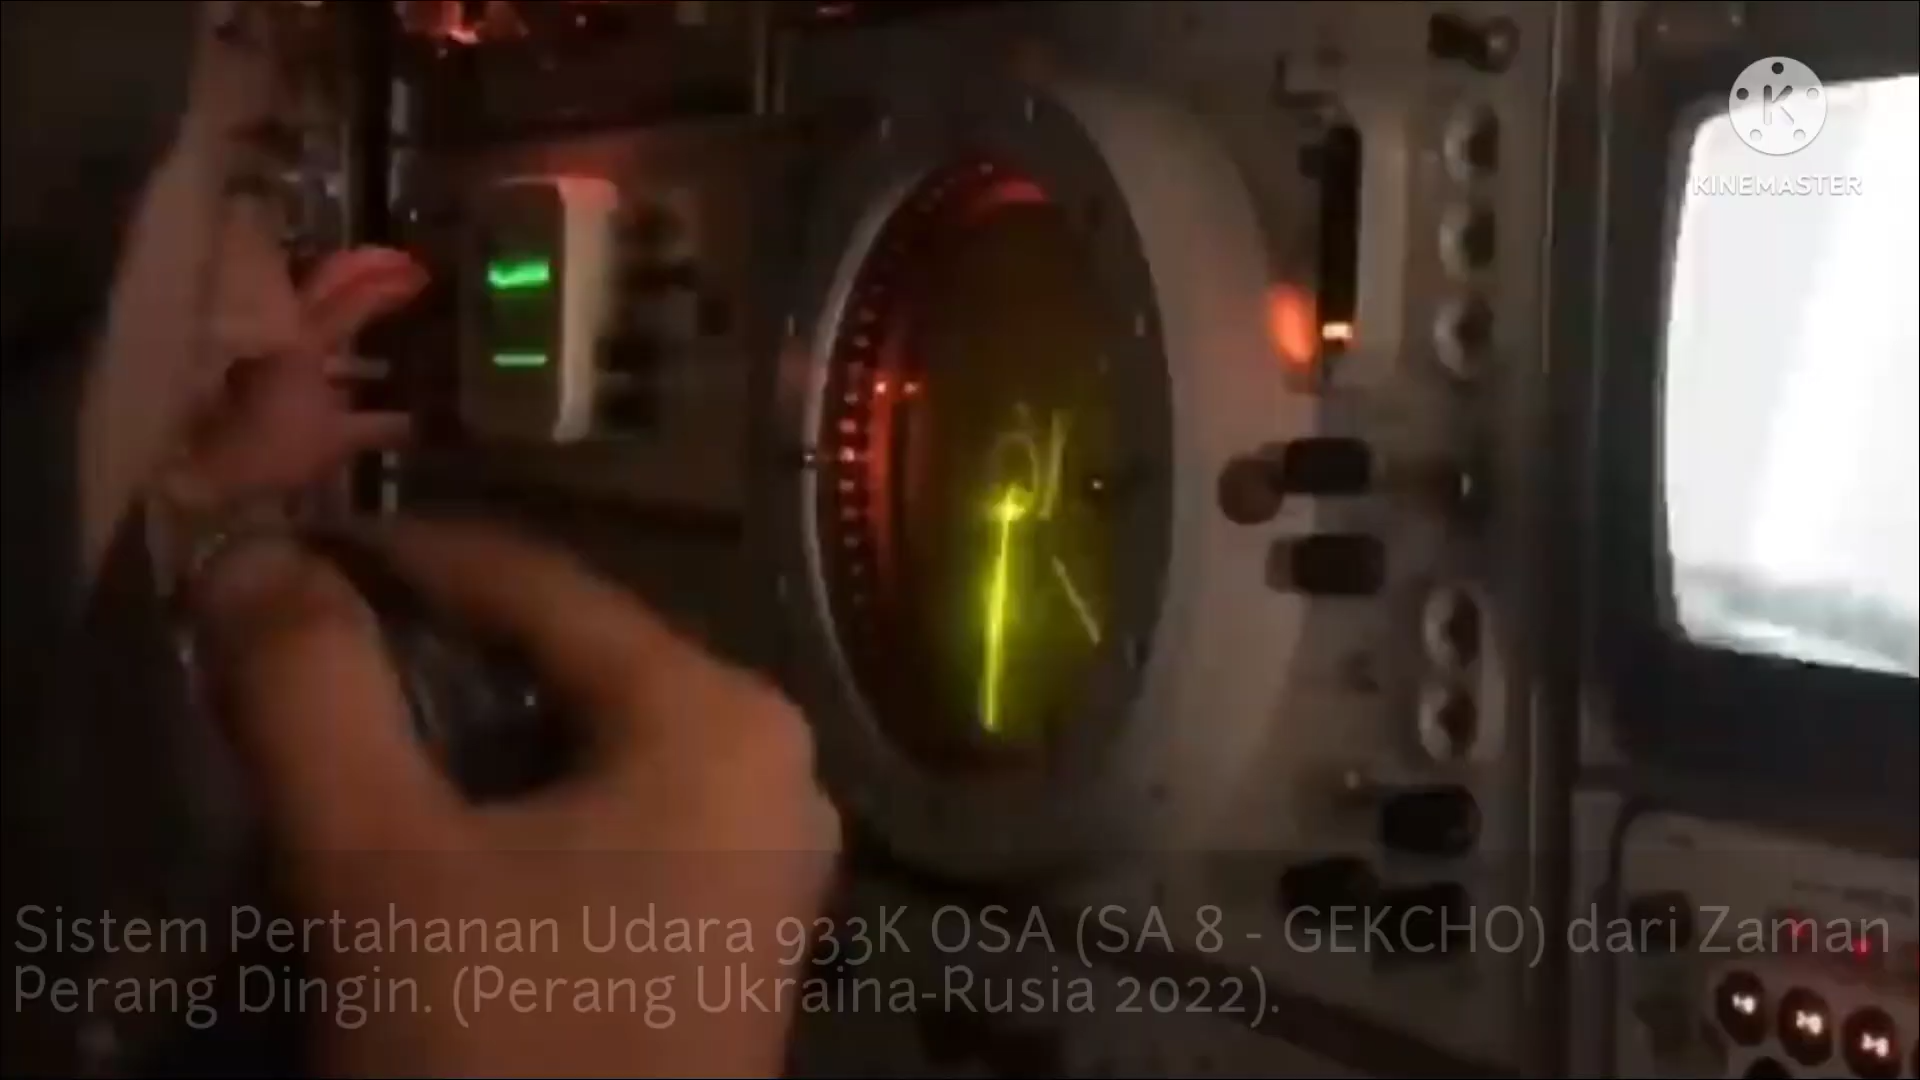 KINEMASTER
Sistem Pertahanan Udara 933K OSA (SA 8 - GEKCHO) dari Zaman
Perang Dingin. (Perang Ukraina-Rusia 2022).